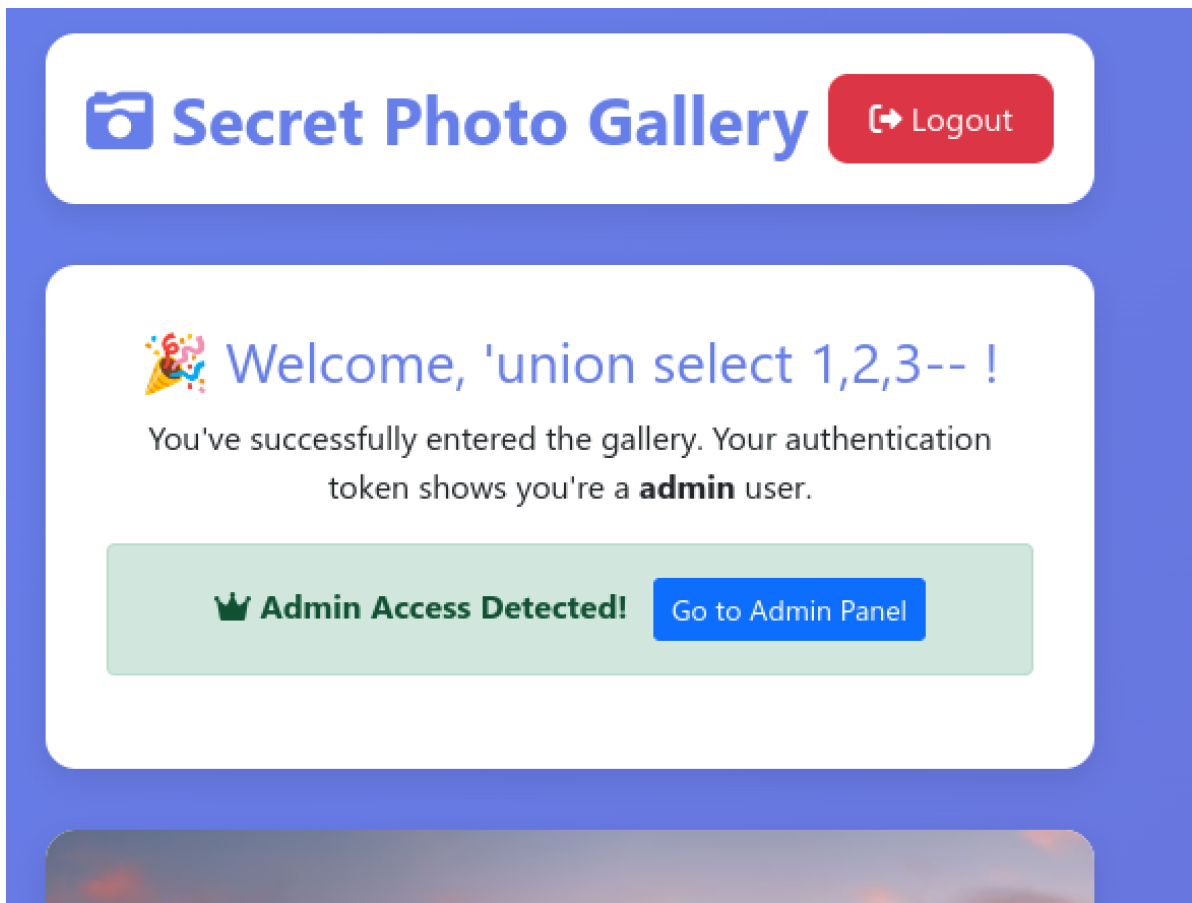 Secret Photo Gallery
Logout
Welcome, 'union select 1,2,3-- !
You've successfully entered the gallery. Your authentication
token shows you're a admin user.
Admin Access Detected!
Go to Admin Panel